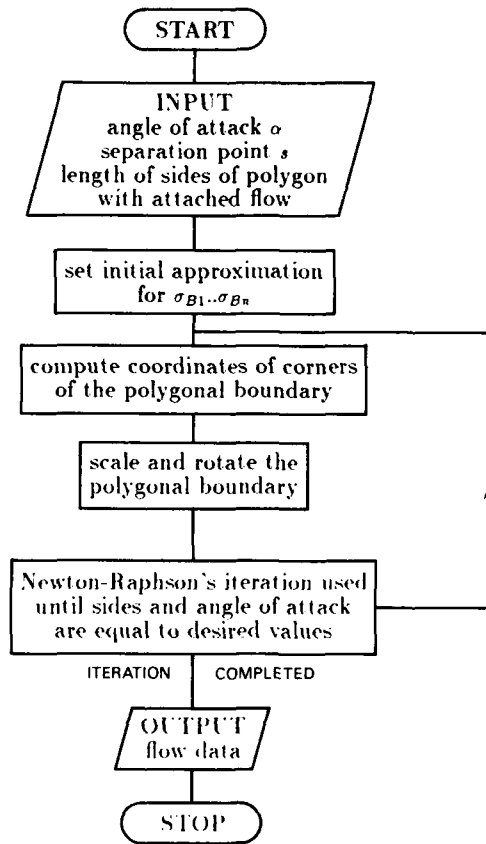 START
INPUT
angle of attack α
separation point s
length of sides of polygon
with attached flow
set initial approximation
for σB1..σBn
compute coordinates of corners
of the polygonal boundary
scale and rotate the
polygonal boundary
Newton-Raphson's iteration used
until sides and angle of attack
are equal to desired values
ITERATION COMPLETED
OUTPUT
flow data
STOP